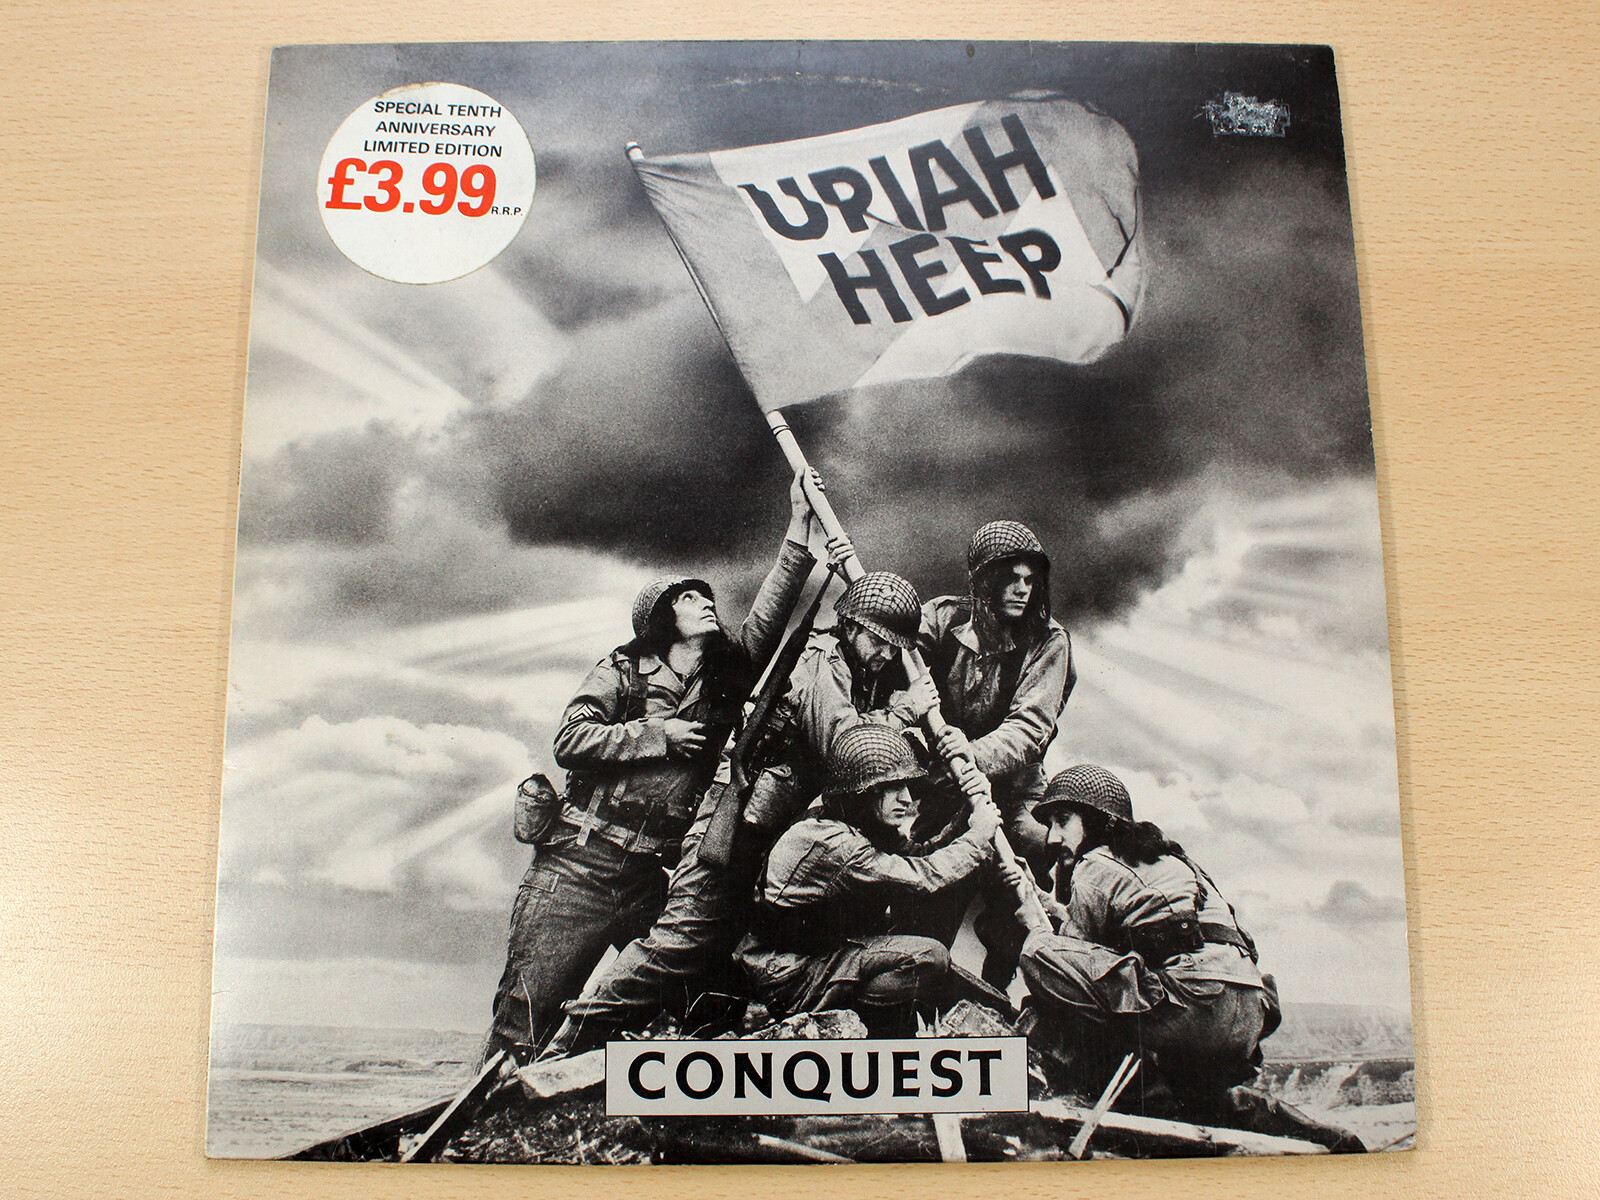 SPECIAL TENTH
ANNIVERSARY
LIMITED EDITION
£3.99 R.R.P.
URIAH
HEEP
CONQUEST